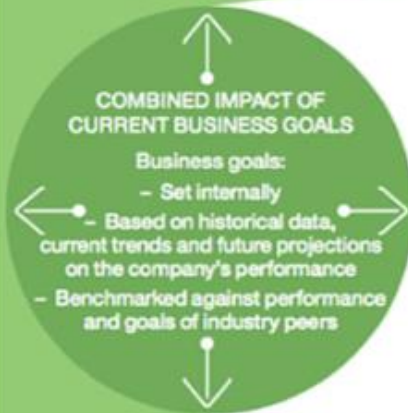 COMBINED IMPACT OF
CURRENT BUSINESS GOALS
Business goals:
– Set internally
– Based on historical data,
current trends and future projections
on the company's performance
– Benchmarked against performance
and goals of industry peers